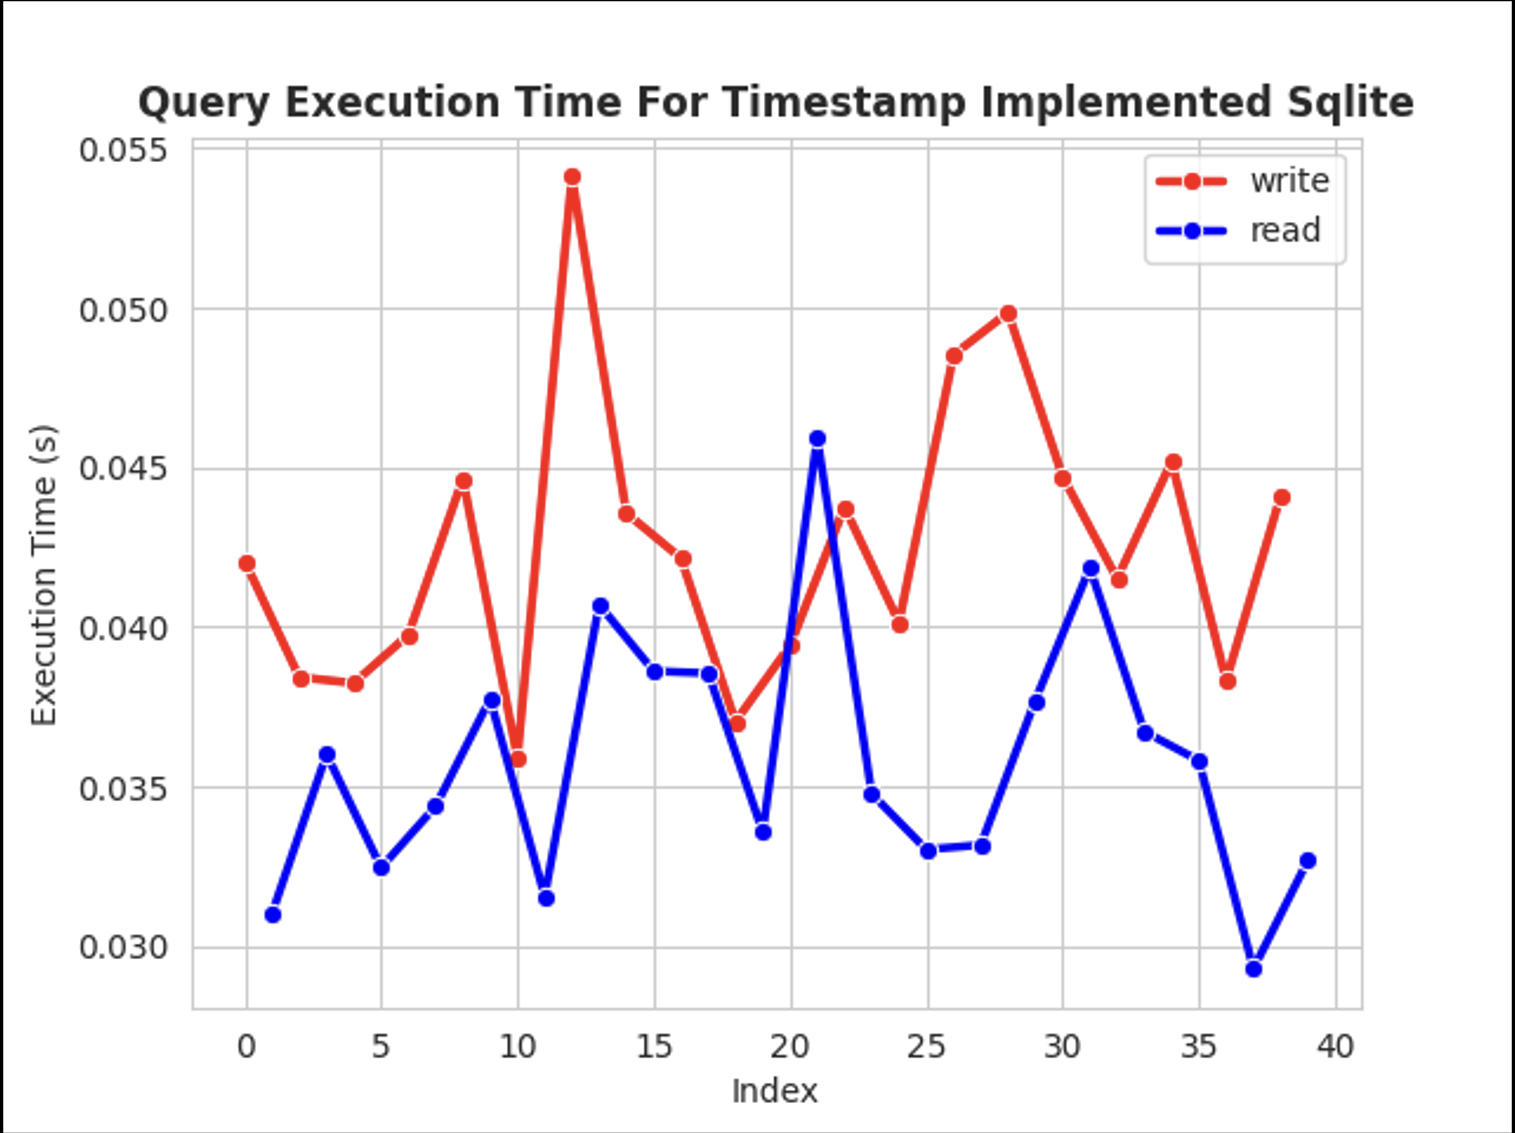 Query Execution Time For Timestamp Implemented Sqlite
write
read
0.055
0.050
0.045
0.040
0.035
0.030
Execution Time (s)
0 5 10 15 20 25 30 35 40
Index